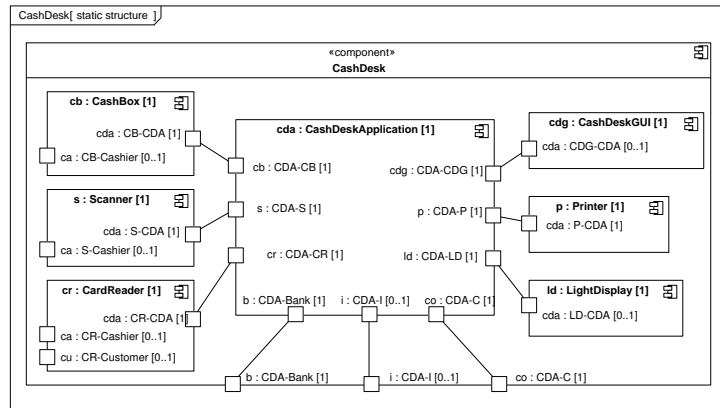 CashDesk[ static structure ]
«component»
CashDesk
cb : CashBox [1]
cda : CB-CDA [1]
ca : CB-Cashier [0..1]
s : Scanner [1]
cda : S-CDA [1]
ca : S-Cashier [0..1]
cr : CardReader [1]
cda : CR-CDA [1]
ca : CR-Cashier [0..1]
cu : CR-Customer [0..1]
cda : CashDeskApplication [1]
cb : CDA-CB [1]
cdg : CDA-CDG [1]
s : CDA-S [1]
p : CDA-P [1]
cr : CDA-CR [1]
ld : CDA-LD [1]
b : CDA-Bank [1]
i : CDA-I [0..1]
co : CDA-C [1]
cdg : CashDeskGUI [1]
cda : CDG-CDA [0..1]
p : Printer [1]
cda : P-CDA [1]
ld : LightDisplay [1]
cda : LD-CDA [0..1]
b : CDA-Bank [1]
i : CDA-I [0..1]
co : CDA-C [1]